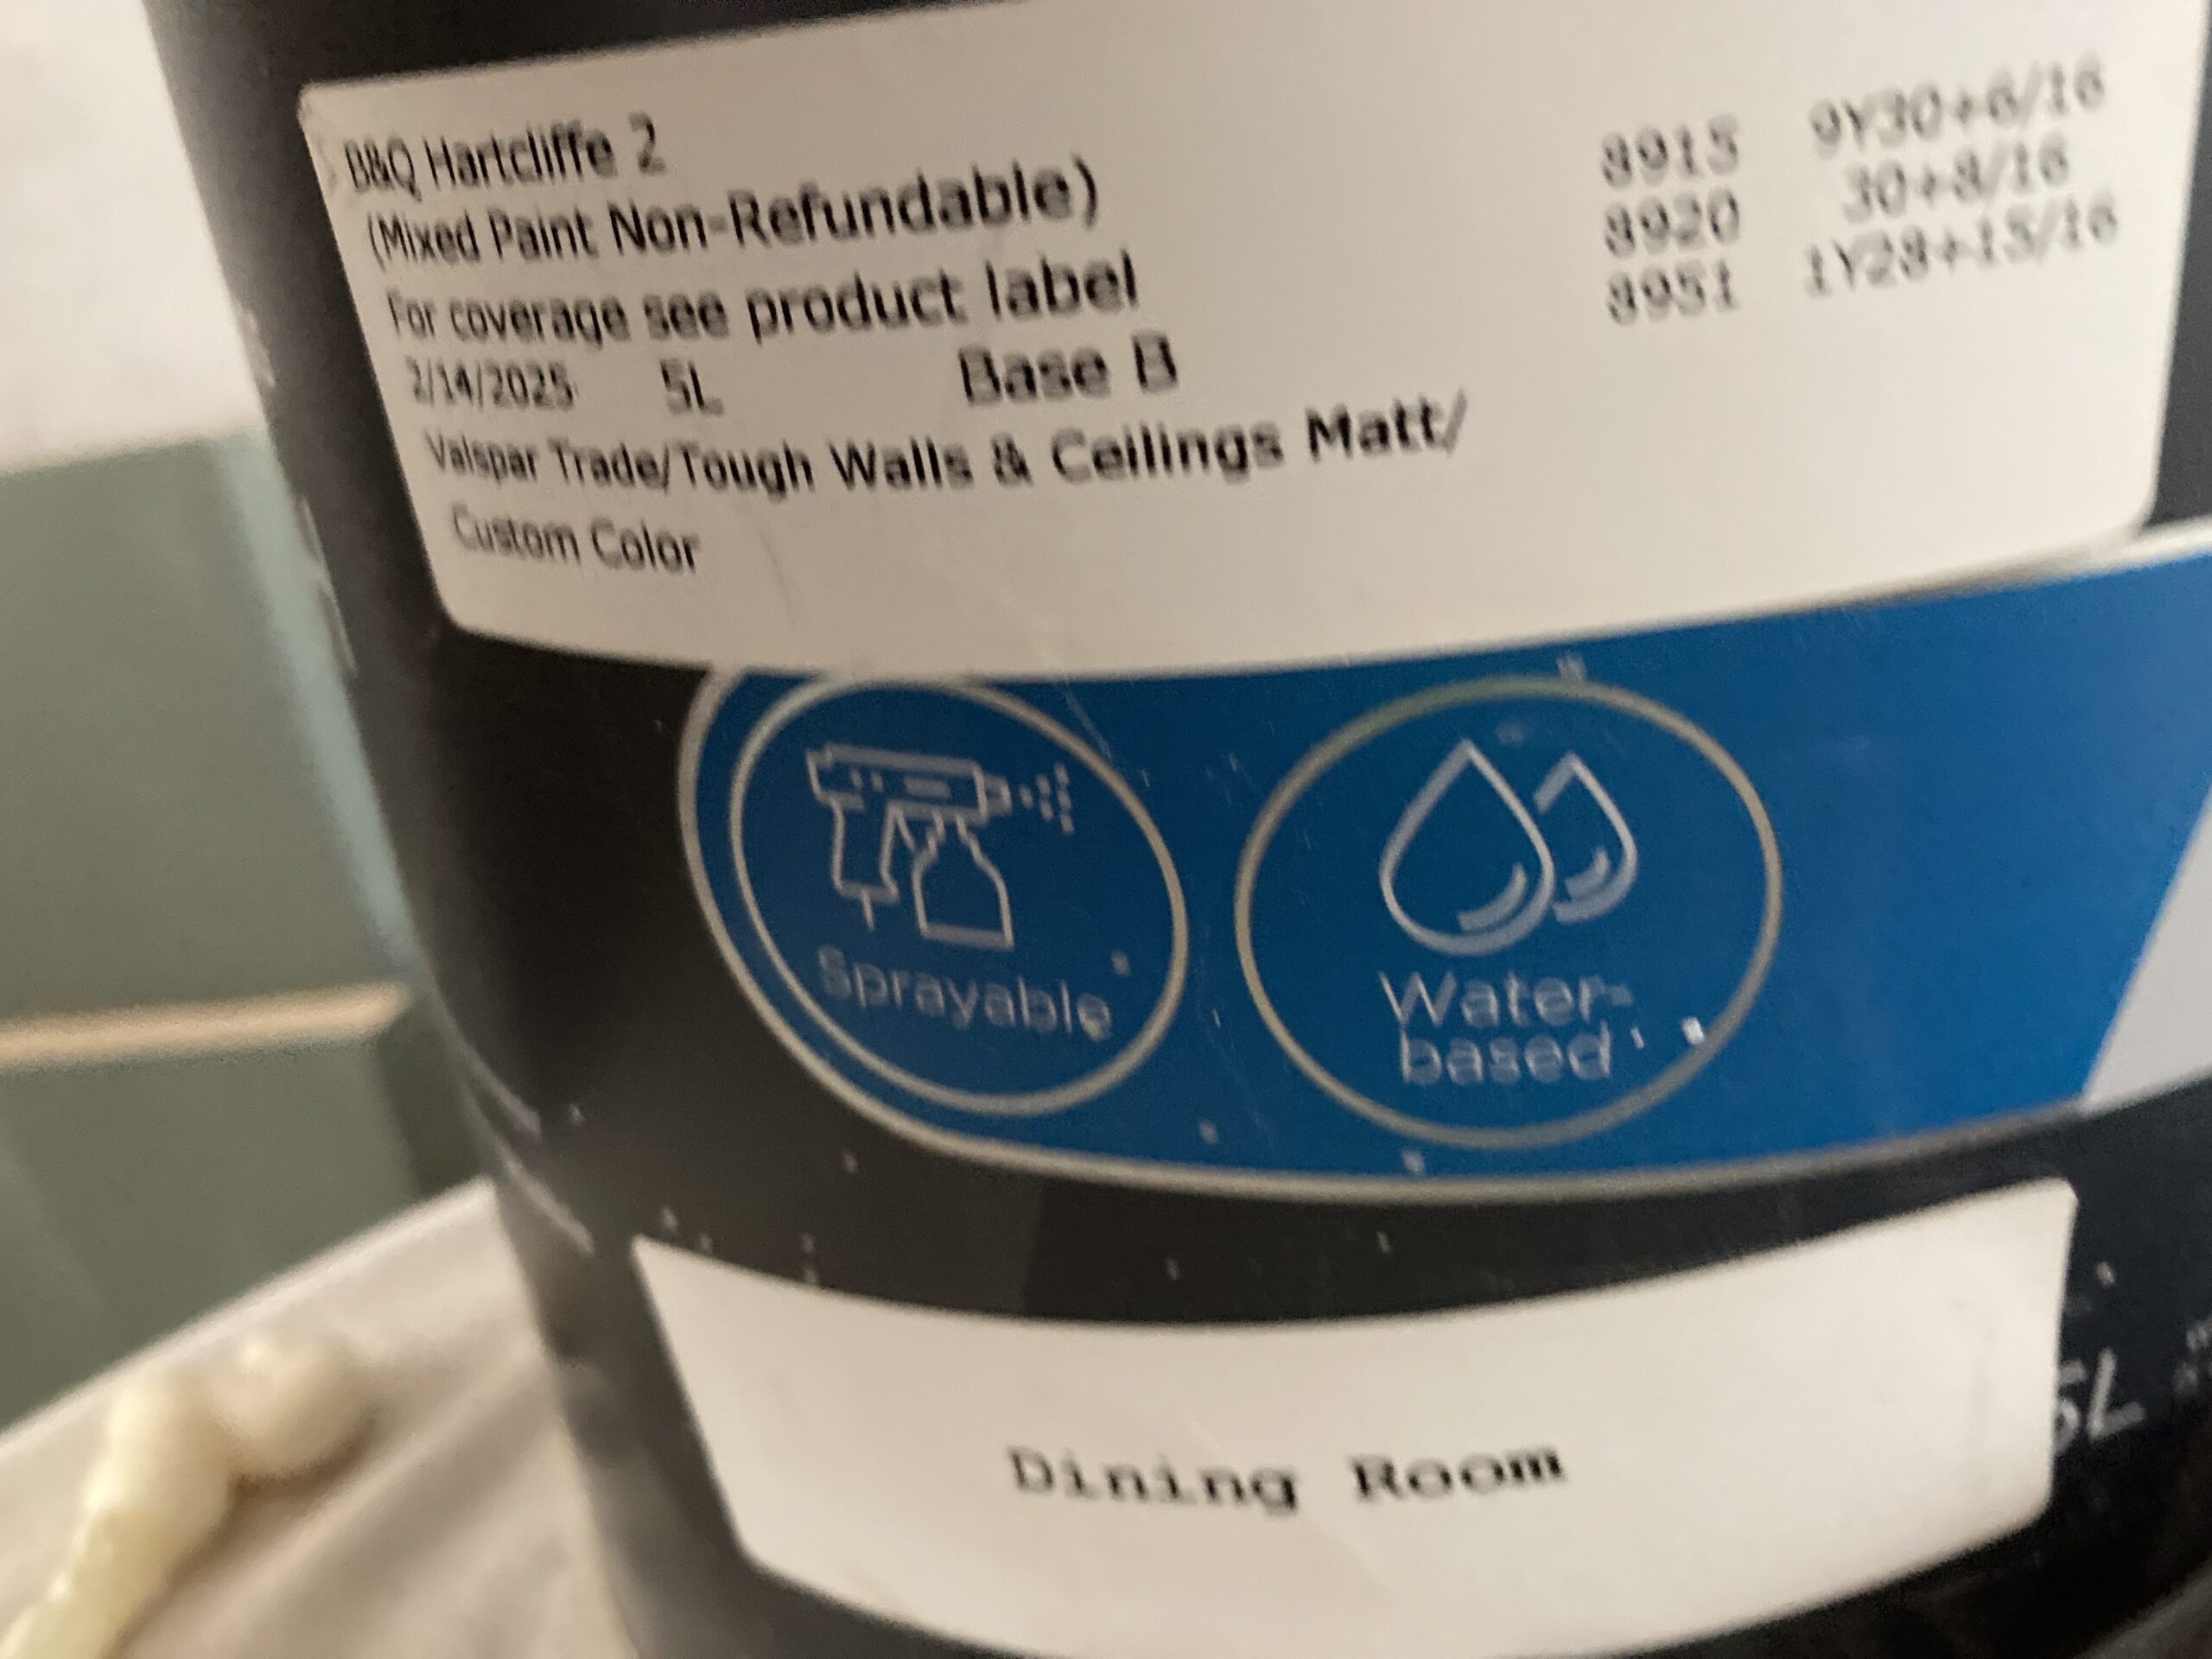 B&Q Hartcliffe 2
(Mixed Paint Non-Refundable)
For coverage see product label
2/14/2025 5L Base B
Valspar Trade/Tough Walls & Ceilings Matt/
Custom Color
8915 9Y30+6/16
8920 30+8/16
8951 1Y28+15/16
Sprayable
Water-
based
Dining Room
5L